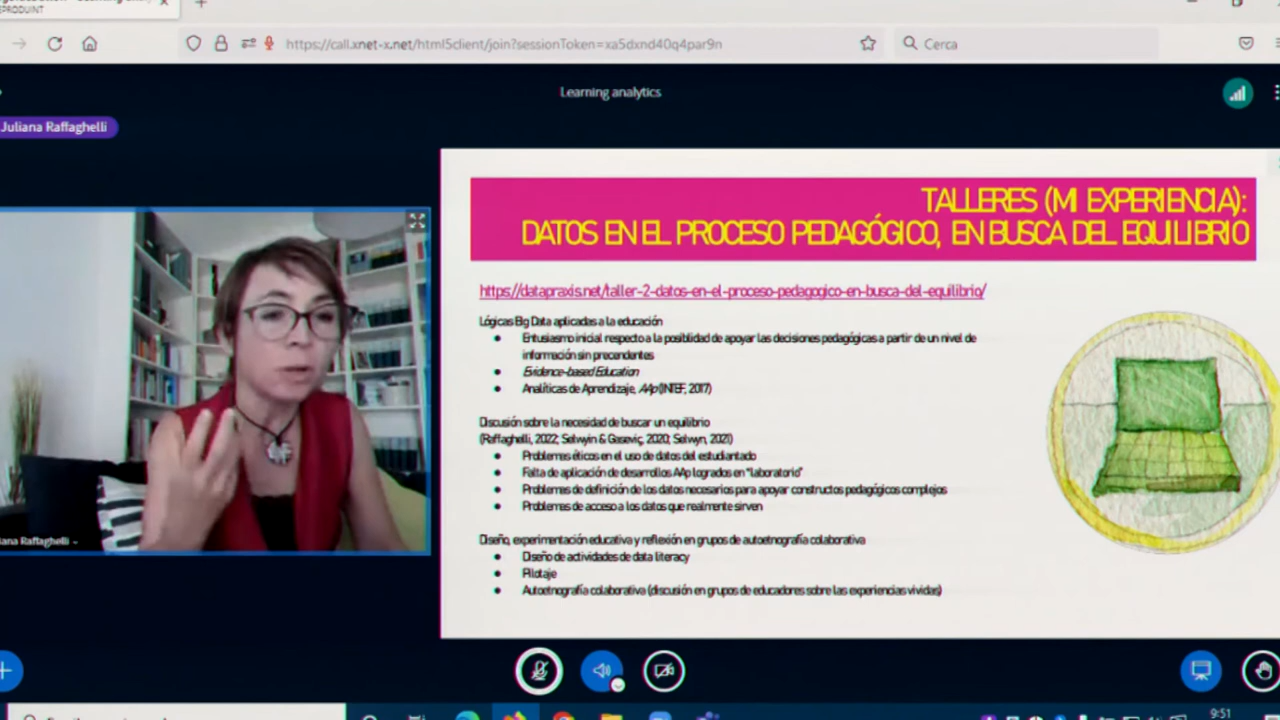 PRODUINT
https://call.xnet-x.net/html5client/join?sessionToken=xa5dxnd40q4par9n
Cerca
Learning analytics
Juliana Raffaghelli
TALLERES (MI EXPERIENCIA):
DATOS EN EL PROCESO PEDAGÓGICO, EN BUSCA DEL EQUILIBRIO
https://datapraxis.net/taller-2-datos-en-el-proceso-pedagogico-en-busca-del-equilibrio/
Lógicas Big Data aplicadas a la educación
● Entusiasmo inicial respecto a la posiblidad de apoyar las decisiones pedagógicas a partir de un nivel de
información sin precendentes
● Evidence-based Education
● Analíticas de Aprendizaje, AAp (INTEF, 2017)
Discusión sobre la necesidad de buscar un equilibrio
(Raffaghelli, 2022; Selwyin & Gaseviç, 2020; Selwyn, 2021)
● Problemas éticos en el uso de datos del estudiantado
● Falta de aplicación de desarrollos AAp logrados en "laboratorio"
● Problemas de definición de los datos necesarios para apoyar constructos pedagógicos complejos
● Problemas de acceso a los datos que realmente sirven
Diseño, experimentación educativa y reflexión en grupos de autoetnografía colaborativa
● Diseño de actividades de data literacy
● Pilotaje
● Autoetnografía colaborativa (discusión en grupos de educadores sobre las experiencias vividas)
iana Raffaghelli
9:51